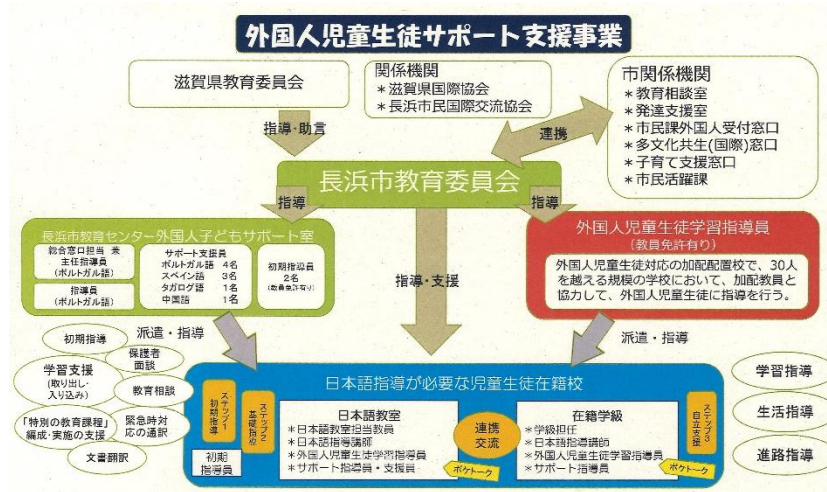 外国人児童生徒サポート支援事業
滋賀県教育委員会
関係機関
＊滋賀県国際協会
＊長浜市民国際交流協会
市関係機関
＊教育相談室
＊発達支援室
＊市民課外国人受付窓口
＊多文化共生(国際)窓口
＊子育て支援窓口
＊市民活躍課
指導・助言
連携
長浜市教育委員会
指導
指導
指導・支援
長浜市教育センター外国人子どもサポート室
総合窓口担当 兼
主任指導員
(ポルトガル語)
指導員
(ポルトガル語)
サポート支援員
ポルトガル語 4名
スペイン語 3名
タガログ語 1名
中国語 1名
初期指導員
2名
(教員免許有り)
外国人児童生徒学習指導員
(教員免許有り)
外国人児童生徒対応の加配配置校で、30人
を越える規模の学校において、加配教員と
協力して、外国人児童生徒に指導を行う。
派遣・指導
派遣・指導
初期指導
保護者
面談
学習支援
(取り出し・
入り込み)
教育相談
「特別の教育課程」
編成・実施の支援
緊急時対
応の通訳
文書翻訳
日本語指導が必要な児童生徒在籍校
ステップ1
初期指導
初期
指導員
ステップ2
基礎指導
日本語教室
＊日本語教室担当教員
＊日本語指導講師
＊外国人児童生徒学習指導員
＊サポート指導員・支援員
ポケトーク
連携
交流
在籍学級
＊学級担任
＊日本語指導講師
＊外国人児童生徒学習指導員
＊サポート指導員
ポケトーク
ステップ3
自立支援
学習指導
生活指導
進路指導